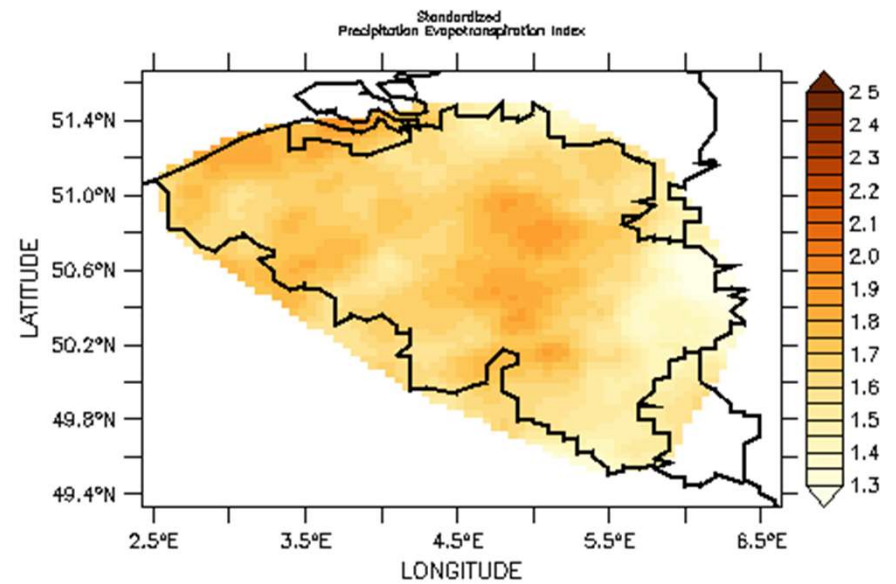 Standardized
Precipitation Evapotranspiration Index
51.4°N
51.0°N
50.6°N
50.2°N
49.8°N
49.4°N
LATITUDE
2.5°E
3.5°E
4.5°E
5.5°E
6.5°E
LONGITUDE
2.5
2.4
2.3
2.2
2.1
2.0
1.9
1.8
1.7
1.6
1.5
1.4
1.3